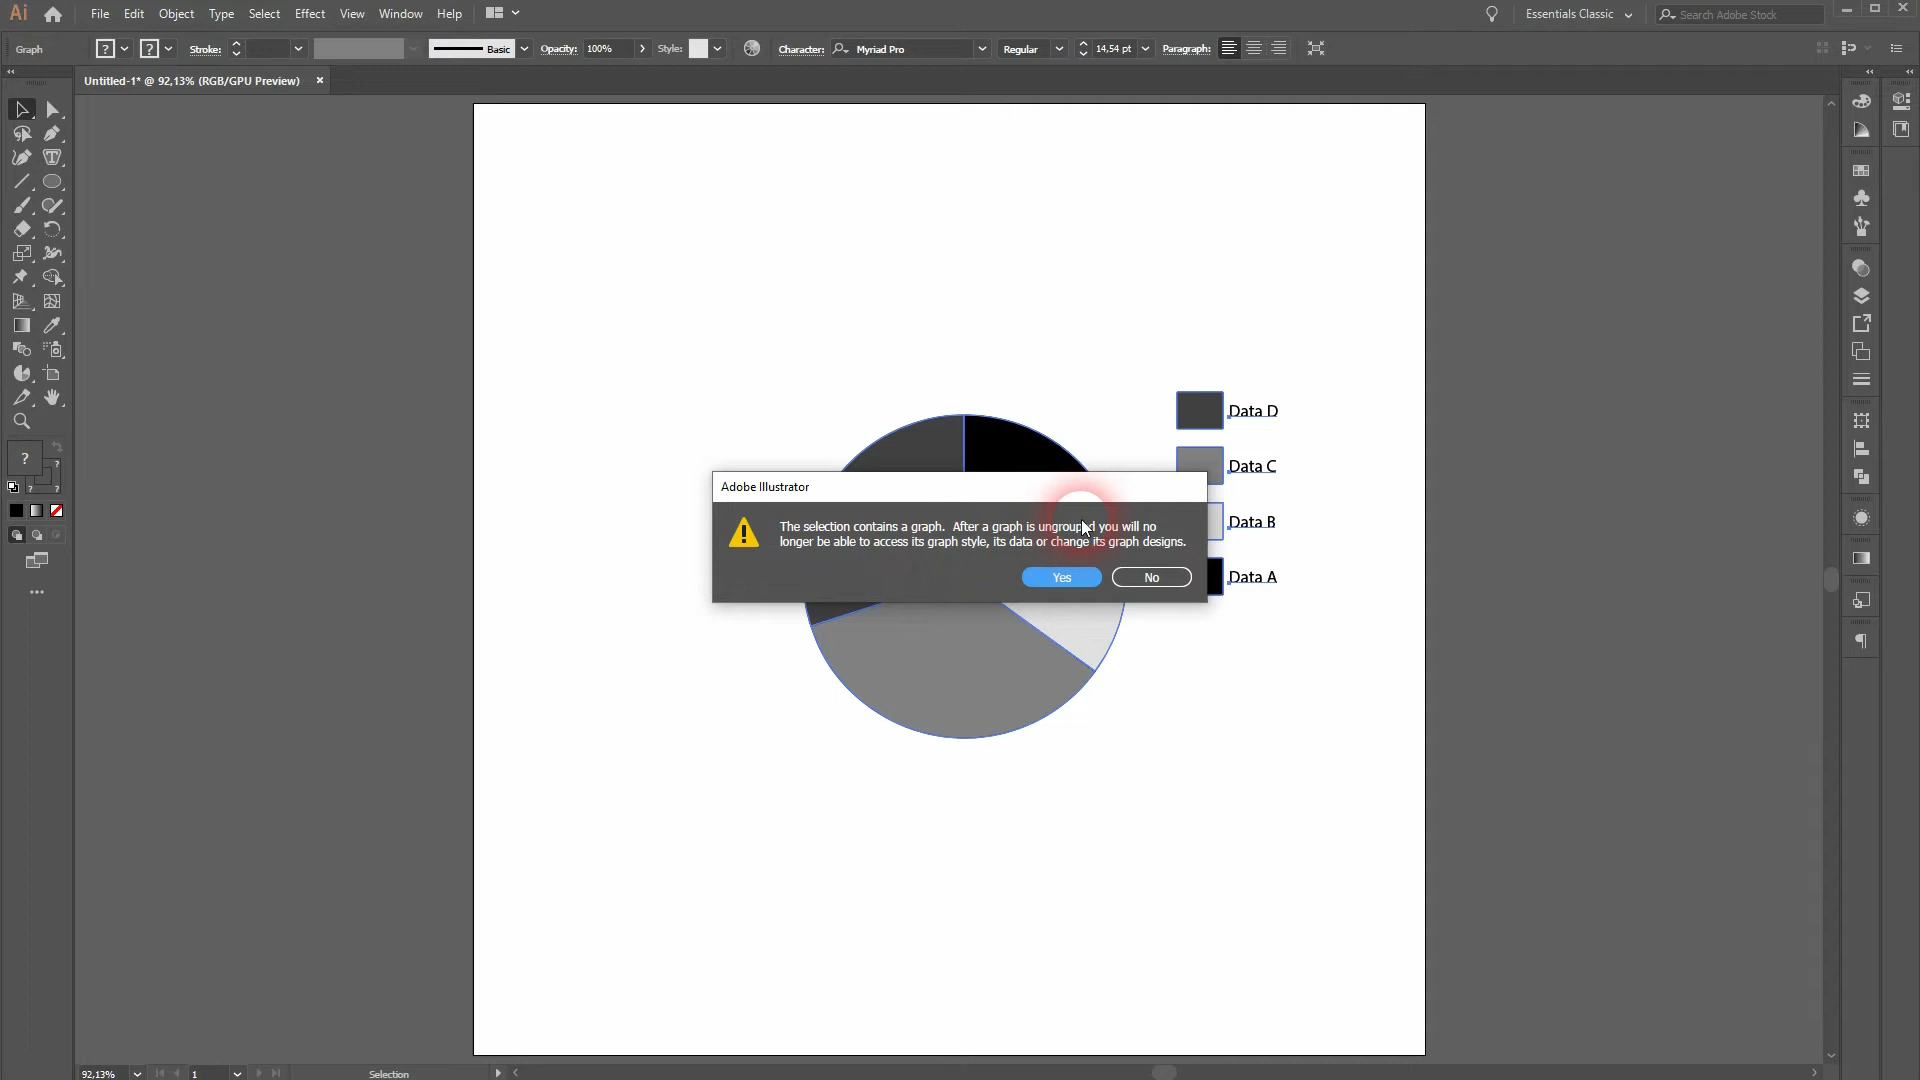 Ai File Edit Object Type Select Effect View Window Help Essentials Classic Search Adobe Stock
Graph ? ? Stroke: Basic Opacity: 100% Style: Character: Myriad Pro Regular 14,54 pt Paragraph:
Untitled-1* @ 92,13% (RGB/GPU Preview) ×
Data D
Data C
Data B
Data A
Adobe Illustrator
The selection contains a graph. After a graph is ungrouped you will no
longer be able to access its graph style, its data or change its graph designs.
Yes No
?
?
? ?
92,13% 1 Selection